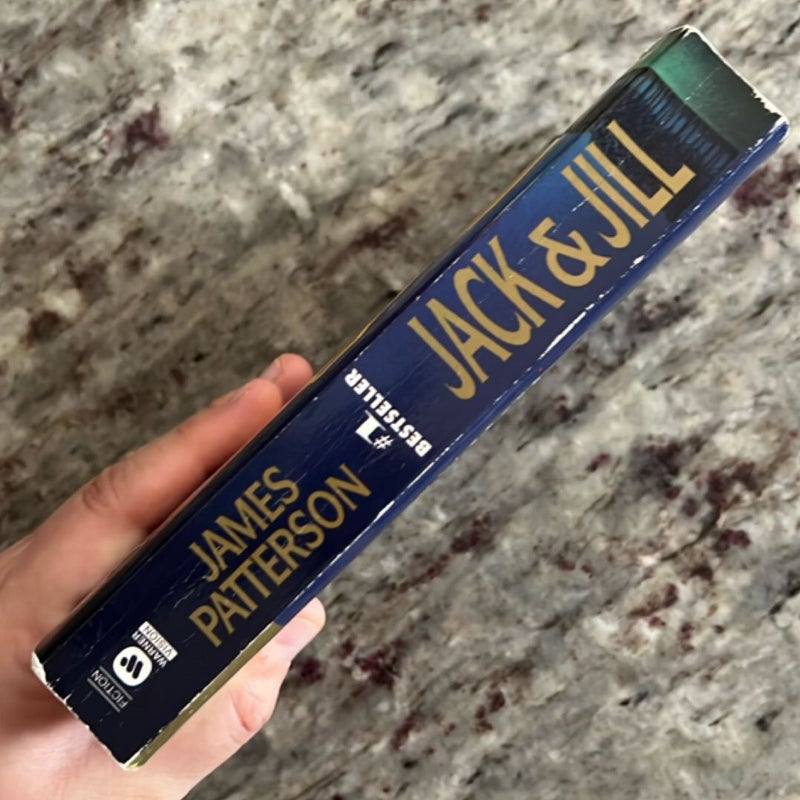 JACK & JILL
#1
BESTSELLER
JAMES
PATTERSON
WARNER
VISION
FICTION